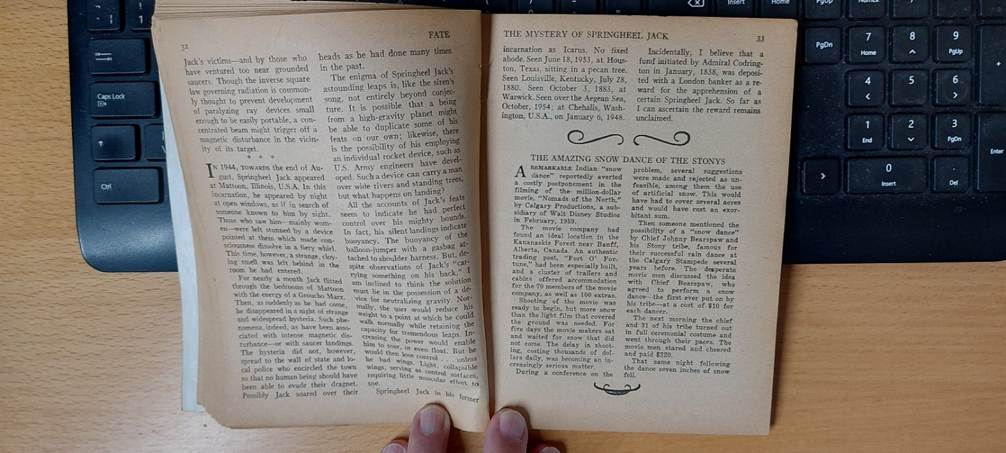 32
FATE
Jack's victims—and by those who
have ventured too near grounded
saucers. Though the inverse square
law governing radiation is common-
ly thought to prevent development
of paralyzing ray devices small
enough to be easily portable, a con-
centrated beam might trigger off a
magnetic disturbance in the vicin-
ity of its target.
* * *
IN 1944, TOWARDS the end of Au-
gust, Springheel Jack appeared
at Mattoon, Illinois, U.S.A. In this
incarnation, he appeared by night
at open windows, as if in search of
someone known to him by sight.
Those who saw him—mainly wom-
en—were left stunned by a device
pointed at them which made con-
sciousness dissolve in a fiery whirl.
This time, however, a strange, cloy-
ing smell was left behind in the
room he had entered.
For nearly a month Jack flitted
through the bedrooms of Mattoon
with the energy of a Groucho Marx.
Then, as suddenly as he had come,
he disappeared in a night of strange
and widespread hysteria. Such phe-
nomena, indeed, as have been asso-
ciated with intense magnetic dis-
turbance—or with saucer landings.
The hysteria did not, however,
spread to the wall of state and lo-
cal police who encircled the town
so that no human being should have
been able to evade their dragnet.
Possibly Jack soared over their
heads as he had done many times
in the past.
The enigma of Springheel Jack's
astounding leaps is, like the siren's
song, not entirely beyond conjec-
ture. It is possible that a being
from a high-gravity planet might
be able to duplicate some of his
feats on our own; likewise, there
is the possibility of his employing
an individual rocket device, such as
U.S. Army engineers have devel-
oped. Such a device can carry a man
over wide rivers and standing trees,
but what happens on landing?
All the accounts of Jack's feats
seem to indicate he had perfect
control over his mighty bounds.
In fact, his silent landings indicate
buoyancy. The buoyancy of the
balloon-jumper with a gasbag at-
tached to shoulder harness. But, de-
spite observations of Jack's "car-
rying something on his back," I
am inclined to think the solution
must lie in the possession of a de-
vice for neutralising gravity. Nor-
mally, the user would reduce his
weight to a point at which he could
walk normally while retaining the
capacity for tremendous leaps. In-
creasing the power would enable
him to soar, or even float. But he
would then lose control . . . unless
he had wings. Light, collapsible
wings, serving as control surfaces,
requiring little muscular effort to
use.
Springheel Jack in his former
THE MYSTERY OF SPRINGHEEL JACK
33
incarnation as Icarus. No fixed
abode. Seen June 18, 1953, at Hous-
ton, Texas, sitting in a pecan tree.
Seen Louisville, Kentucky, July 28,
1880. Seen October 3, 1883, at
Warwick. Seen over the Aegean Sea,
October, 1954; at Chehalis, Wash-
ington, U.S.A., on January 6, 1948.
Incidentally, I believe that a
fund instituted by Admiral Codring-
ton in January, 1838, was deposi-
ted with a London banker as a re-
ward for the apprehension of a
certain Springheel Jack. So far as
I can ascertain the reward remains
unclaimed.
THE AMAZING SNOW DANCE OF THE STONYS
A REMARKABLE Indian "snow
dance" reportedly averted
a costly postponement in the
filming of the million-dollar
movie, "Nomads of the North,"
by Calgary Productions, a sub-
sidiary of Walt Disney Studios
in February, 1959.
The movie company had
found an ideal location in the
Kananaskis Forest near Banff,
Alberta, Canada. An authentic
trading post, "Fort O' For-
tune," had been especially built,
and a cluster of trailers and
cabins offered accommodation
for the 70 members of the movie
company, as well as 100 extras.
Shooting of the movie was
ready to begin, but more snow
than the light film that covered
the ground was needed. For
five days the movie makers sat
and waited for snow that did
not come. The delay in shoot-
ing, costing thousands of dol-
lars daily, was becoming an in-
creasingly serious matter.
During a conference on the
problem, several suggestions
were made and rejected as un-
feasible, among them the use
of artificial snow. This would
have had to cover several acres
and would have cost an exor-
bitant sum.
Then someone mentioned the
possibility of a "snow dance"
by Chief Johnny Bearspaw and
his Stony tribe, famous for
their successful rain dance at
the Calgary Stampede several
years before. The desperate
movie men discussed the idea
with Chief Bearspaw, who
agreed to perform a snow
dance—the first ever put on by
his tribe—at a cost of $10 for
each dancer.
The next morning the chief
and 31 of his tribe turned out
in full ceremonial costume and
went through their paces. The
movie men stared and cheered
and paid $320.
That same night following
the dance seven inches of snow
fell.
Caps Lock
Ctrl
Insert
Home
PgUp
PgDn
7
Home
8
9
PgUp
4
5
6
1
End
2
3
PgDn
0
Insert
.
Del
Enter